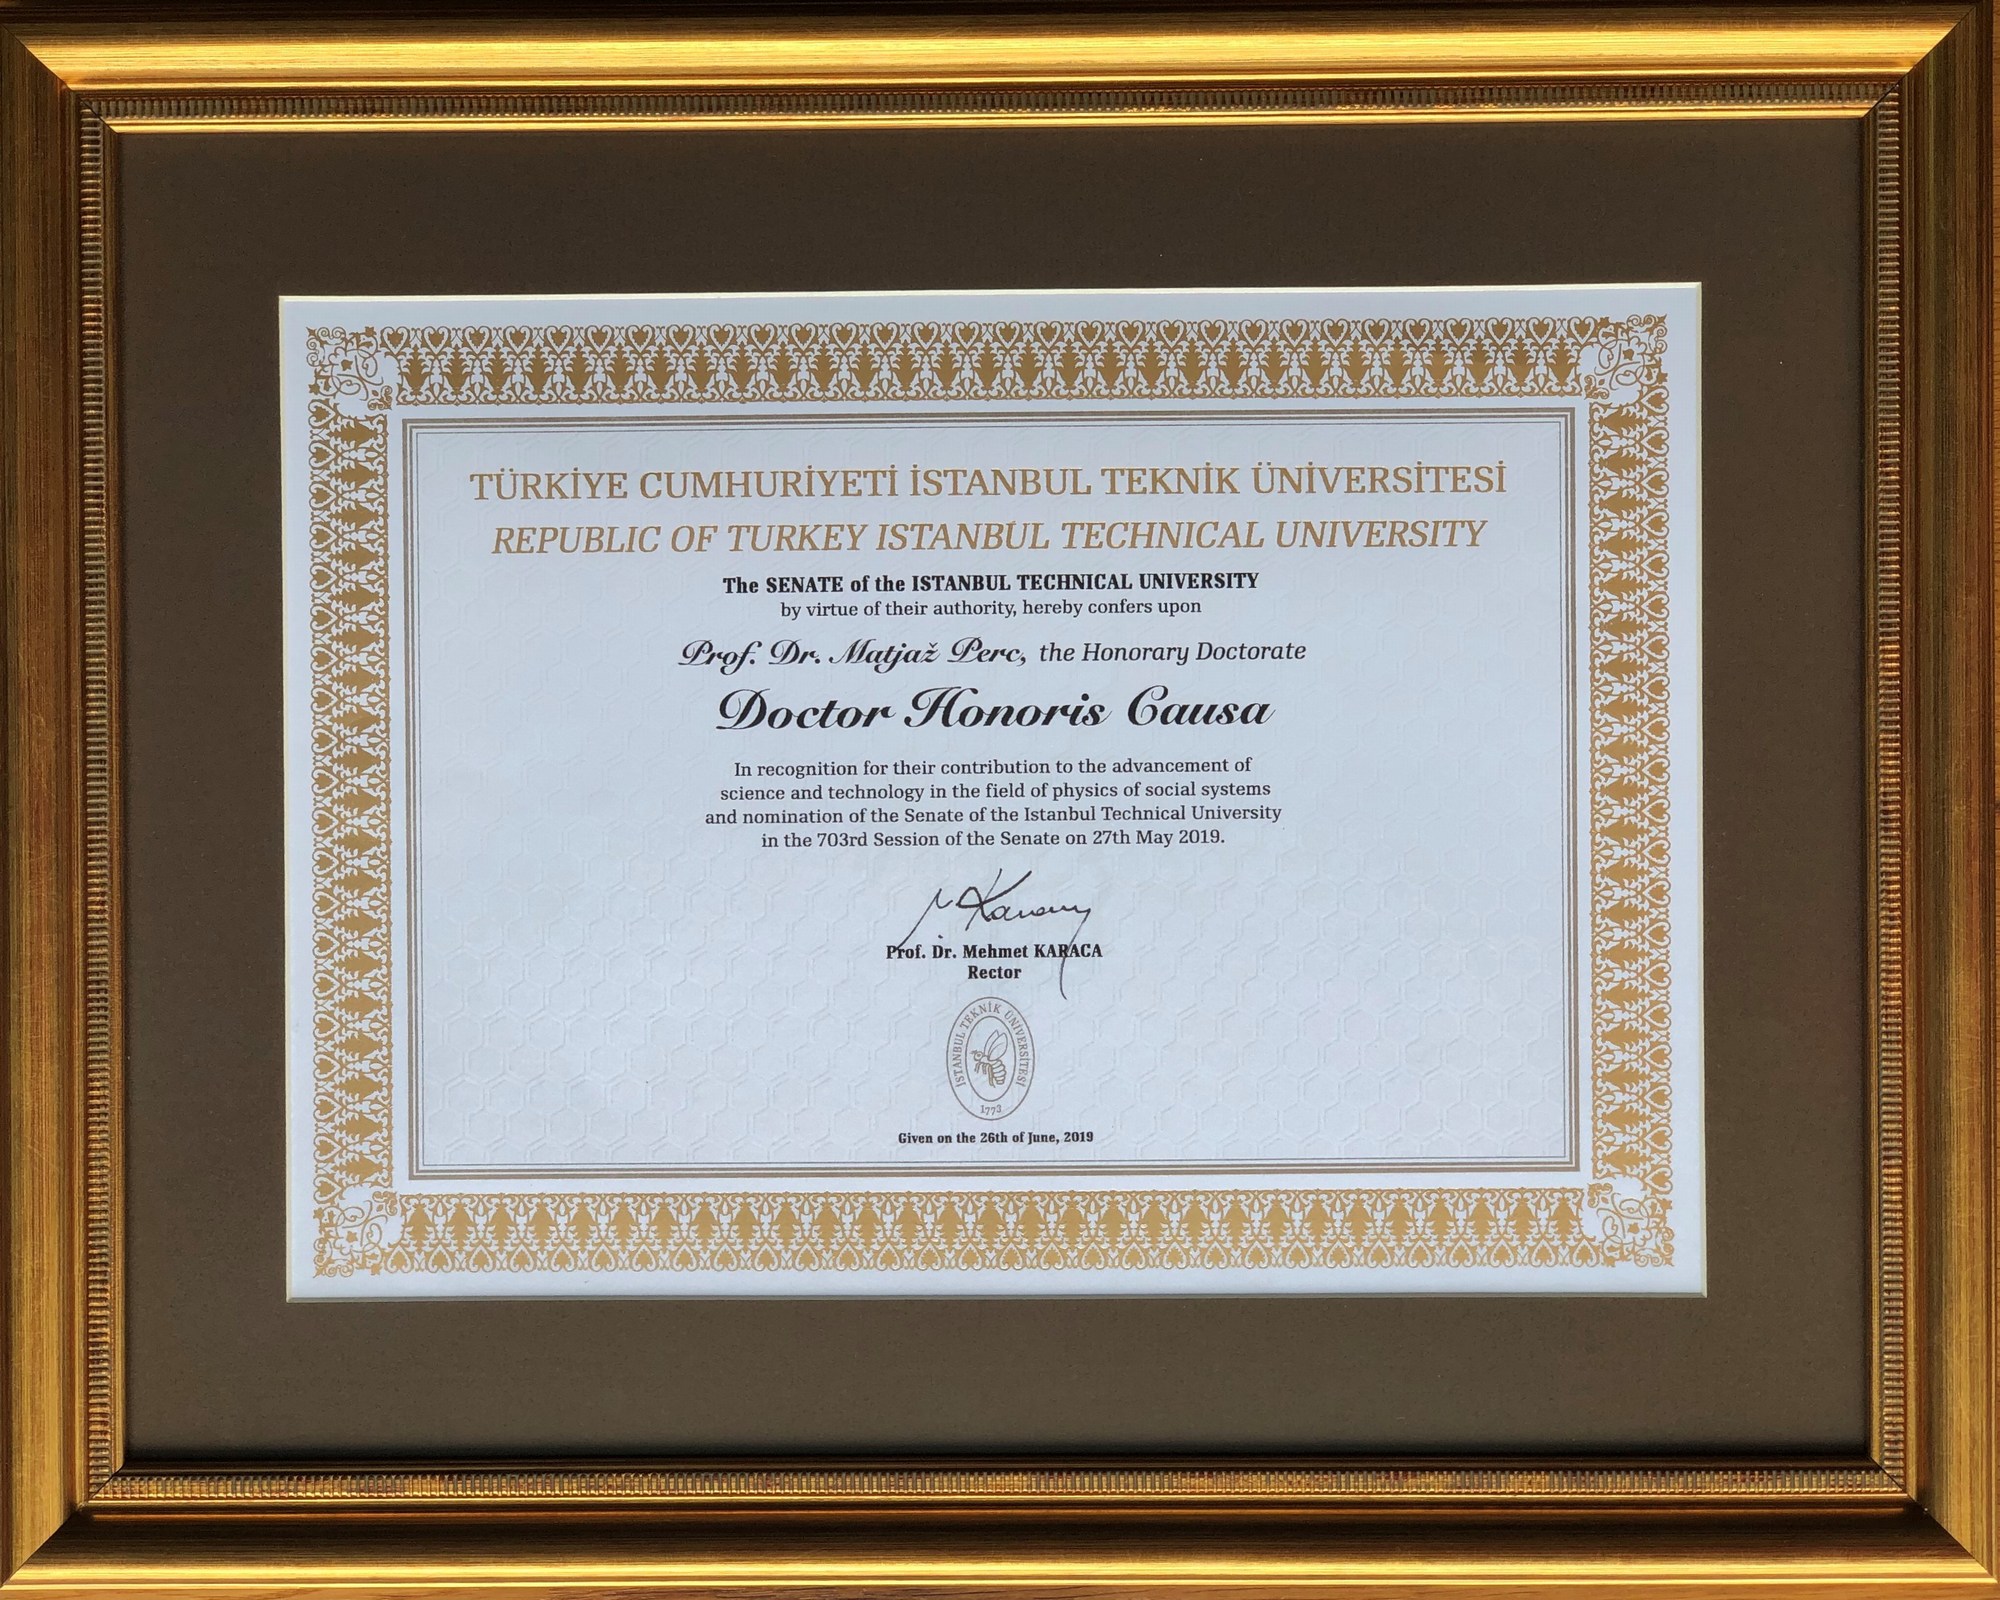 TÜRKİYE CUMHURİYETİ İSTANBUL TEKNİK ÜNİVERSİTESİ
REPUBLIC OF TURKEY ISTANBUL TECHNICAL UNIVERSITY
The SENATE of the ISTANBUL TECHNICAL UNIVERSITY
by virtue of their authority, hereby confers upon
Prof. Dr. Matjaž Perc, the Honorary Doctorate
Doctor Honoris Causa
In recognition for their contribution to the advancement of
science and technology in the field of physics of social systems
and nomination of the Senate of the Istanbul Technical University
in the 703rd Session of the Senate on 27th May 2019.
Prof. Dr. Mehmet KARACA
Rector
İSTANBUL TEKNİK ÜNİVERSİTESİ
1773
Given on the 26th of June, 2019